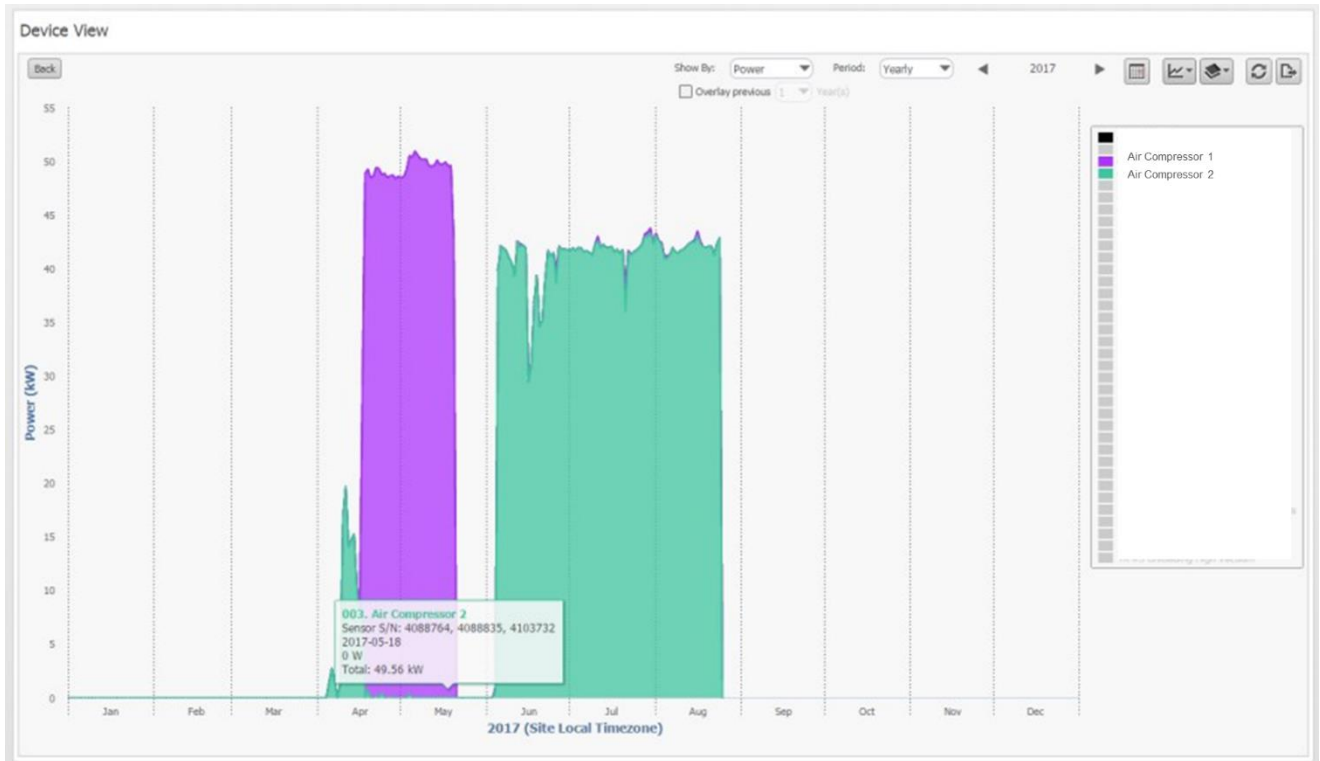 Device View
Back
Show By: Power Period: Yearly 2017
Overlay previous 1 Year(s)
55
50
45
40
35
30
25
20
15
10
5
0
Power (kW)
Air Compressor 1
Air Compressor 2
003. Air Compressor 2
Sensor S/N: 4088764, 4088835, 4103732
2017-05-18
0 W
Total: 49.56 kW
Jan Feb Mar Apr May Jun Jul Aug Sep Oct Nov Dec
2017 (Site Local Timezone)